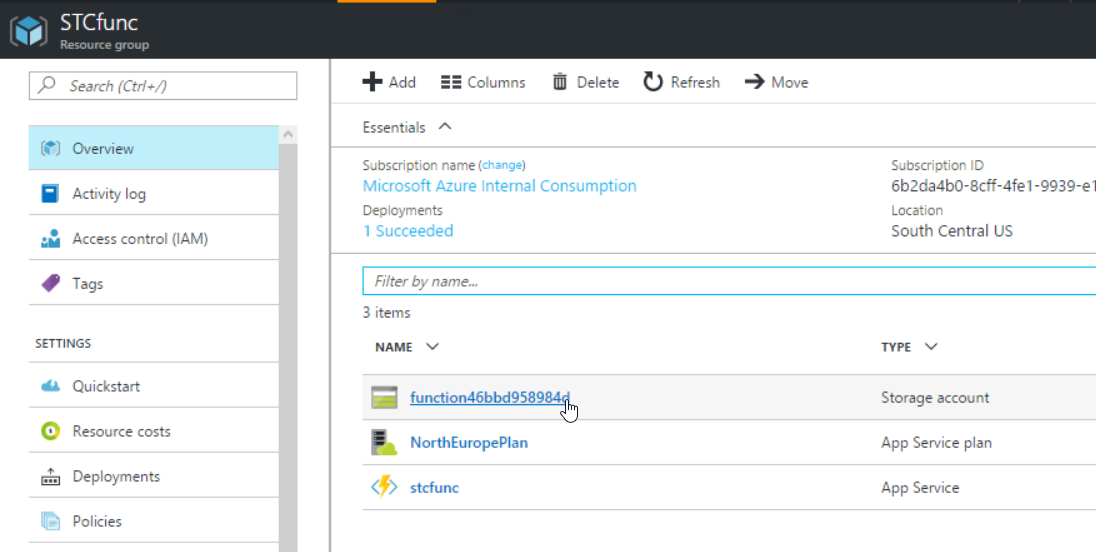 STCfunc
Resource group
Search (Ctrl+/)
Overview
Activity log
Access control (IAM)
Tags
SETTINGS
Quickstart
Resource costs
Deployments
Policies
Add Columns Delete Refresh Move
Essentials
Subscription name (change) Subscription ID
Microsoft Azure Internal Consumption 6b2da4b0-8cff-4fe1-9939-e1
Deployments Location
1 Succeeded South Central US
Filter by name...
3 items
NAME TYPE
function46bbd958984d Storage account
NorthEuropePlan App Service plan
stcfunc App Service